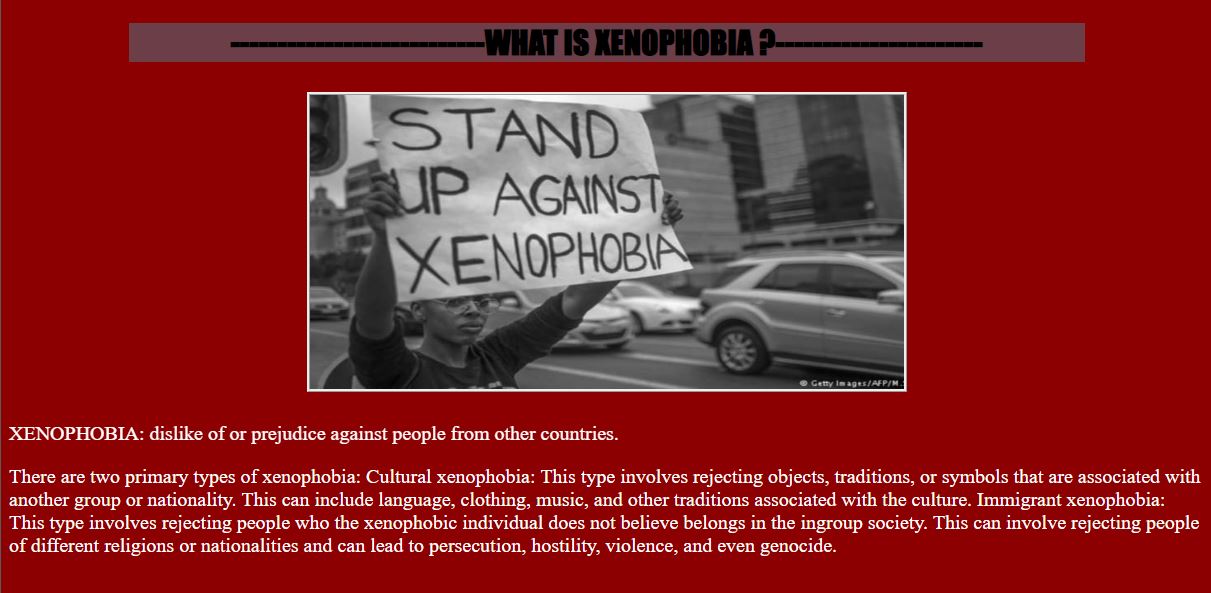 ---------------------------WHAT IS XENOPHOBIA ?----------------------
STAND
UP AGAINST
XENOPHOBIA
© Getty Images/AFP/M.
XENOPHOBIA: dislike of or prejudice against people from other countries.
There are two primary types of xenophobia: Cultural xenophobia: This type involves rejecting objects, traditions, or symbols that are associated with
another group or nationality. This can include language, clothing, music, and other traditions associated with the culture. Immigrant xenophobia:
This type involves rejecting people who the xenophobic individual does not believe belongs in the ingroup society. This can involve rejecting people
of different religions or nationalities and can lead to persecution, hostility, violence, and even genocide.